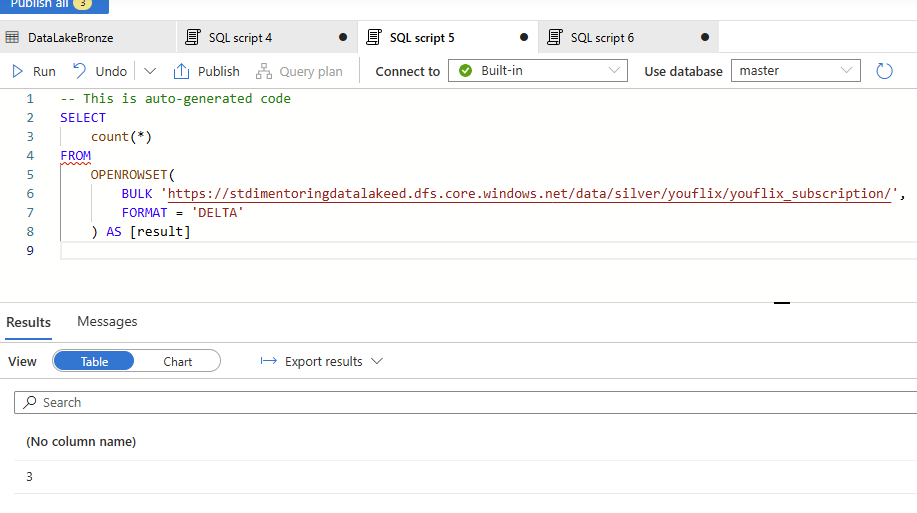 Publish all 3
DataLakeBronze SQL script 4 SQL script 5 SQL script 6
Run Undo Publish Query plan Connect to Built-in Use database master
1 -- This is auto-generated code
2 SELECT
3 count(*)
4 FROM
5 OPENROWSET(
6 BULK 'https://stdimentoringdatalakeed.dfs.core.windows.net/data/silver/youflix/youflix_subscription/',
7 FORMAT = 'DELTA'
8 ) AS [result]
9
Results Messages
View Table Chart Export results
Search
(No column name)
3